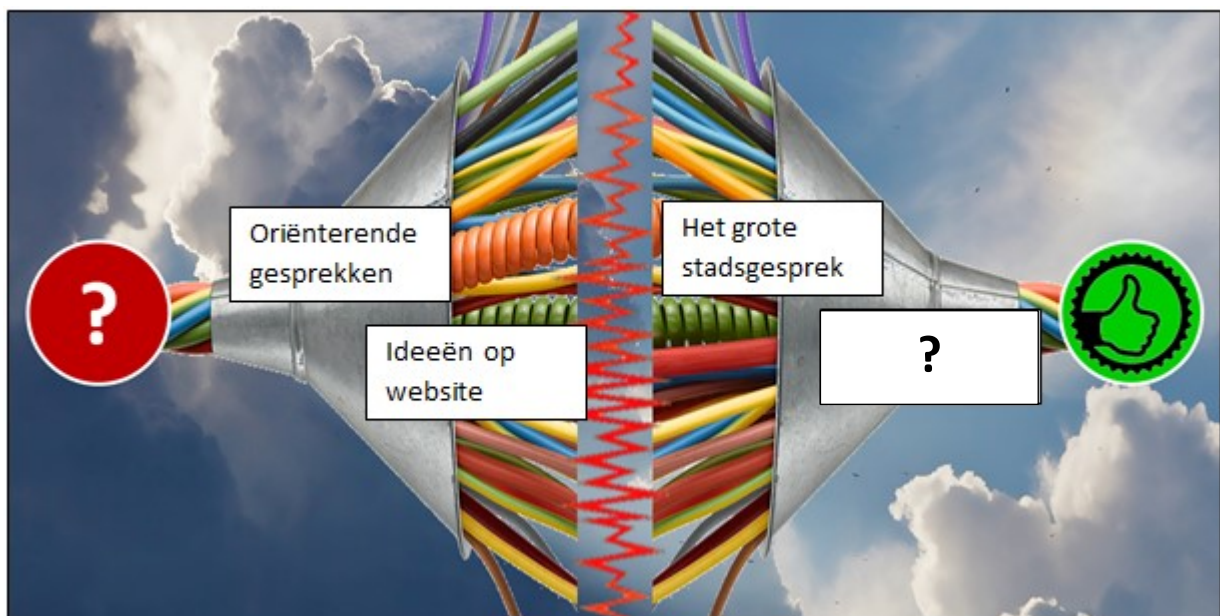 Oriënterende
gesprekken
Het grote
stadsgesprek
?
?
Ideeën op
website